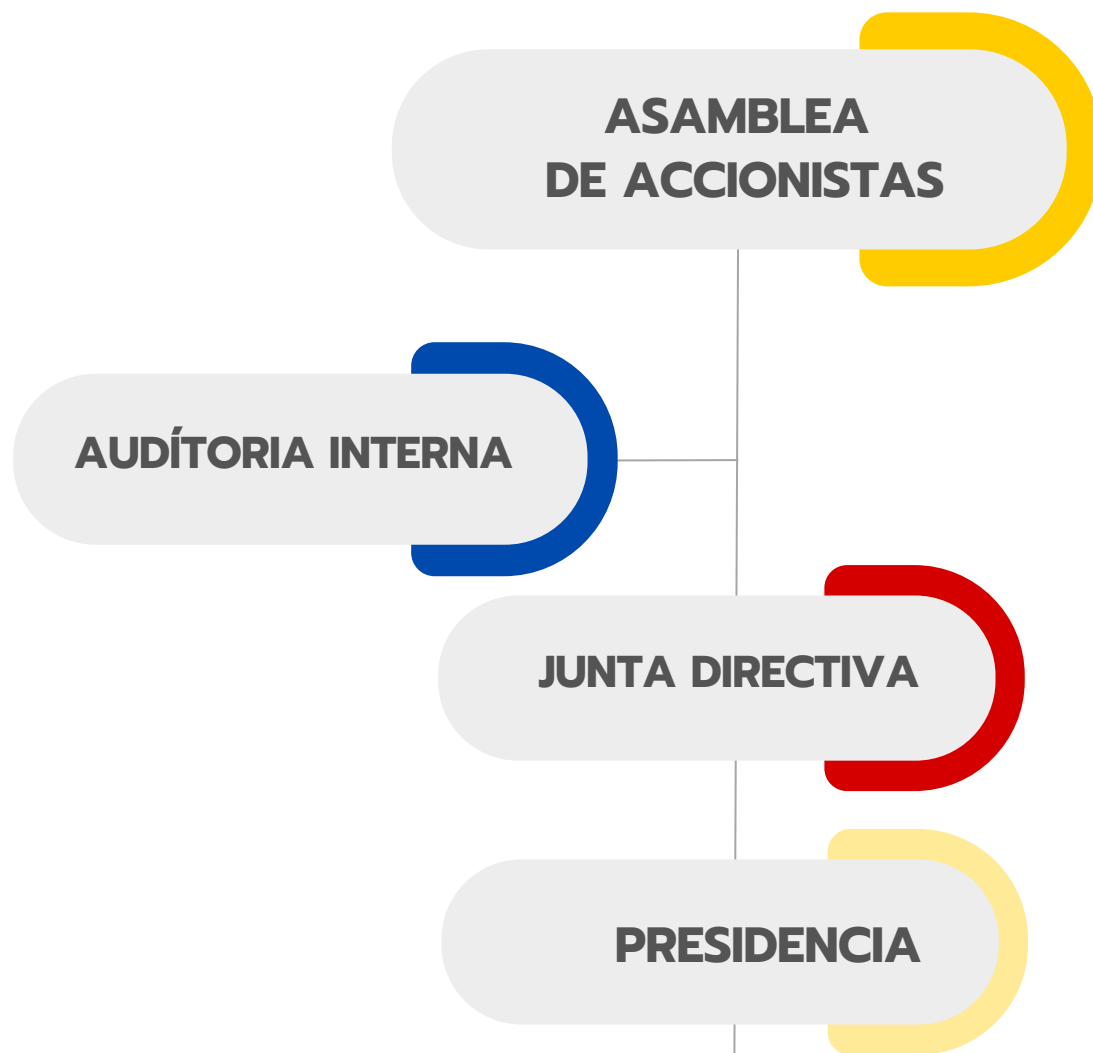 ASAMBLEA
DE ACCIONISTAS
AUDÍTORIA INTERNA
JUNTA DIRECTIVA
PRESIDENCIA